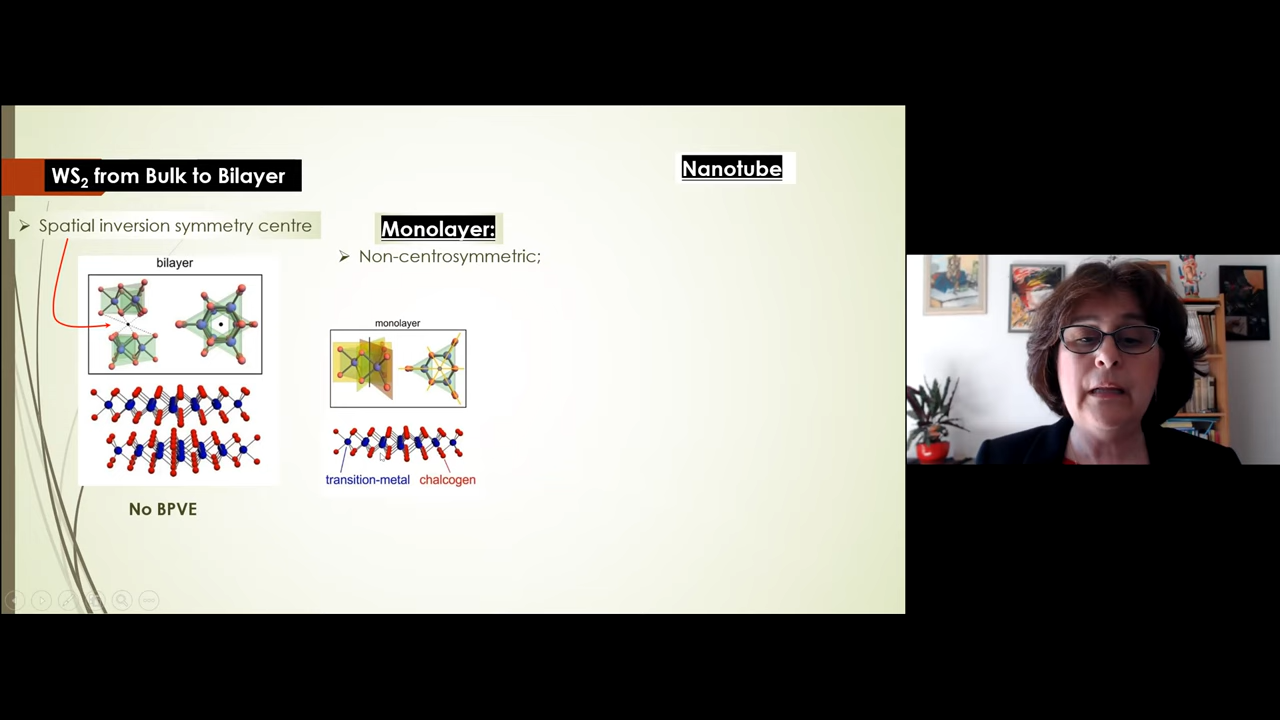 WS₂ from Bulk to Bilayer
Spatial inversion symmetry centre
bilayer
No BPVE
Monolayer:
Non-centrosymmetric;
monolayer
transition-metal chalcogen
Nanotube